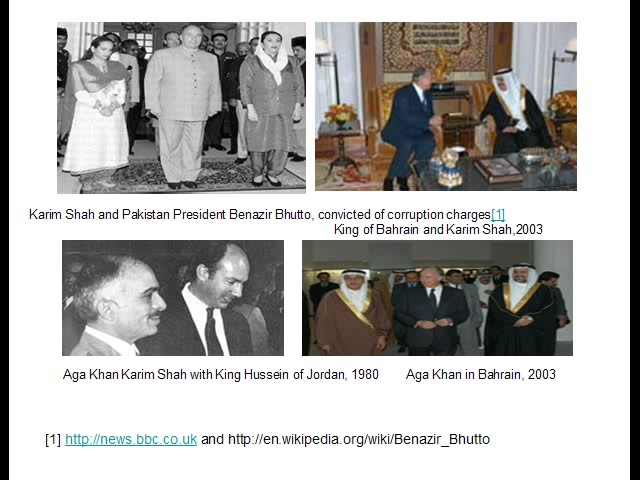 Karim Shah and Pakistan President Benazir Bhutto, convicted of corruption charges[1]
King of Bahrain and Karim Shah,2003
Aga Khan Karim Shah with King Hussein of Jordan, 1980
Aga Khan in Bahrain, 2003
[1] http://news.bbc.co.uk and http://en.wikipedia.org/wiki/Benazir_Bhutto